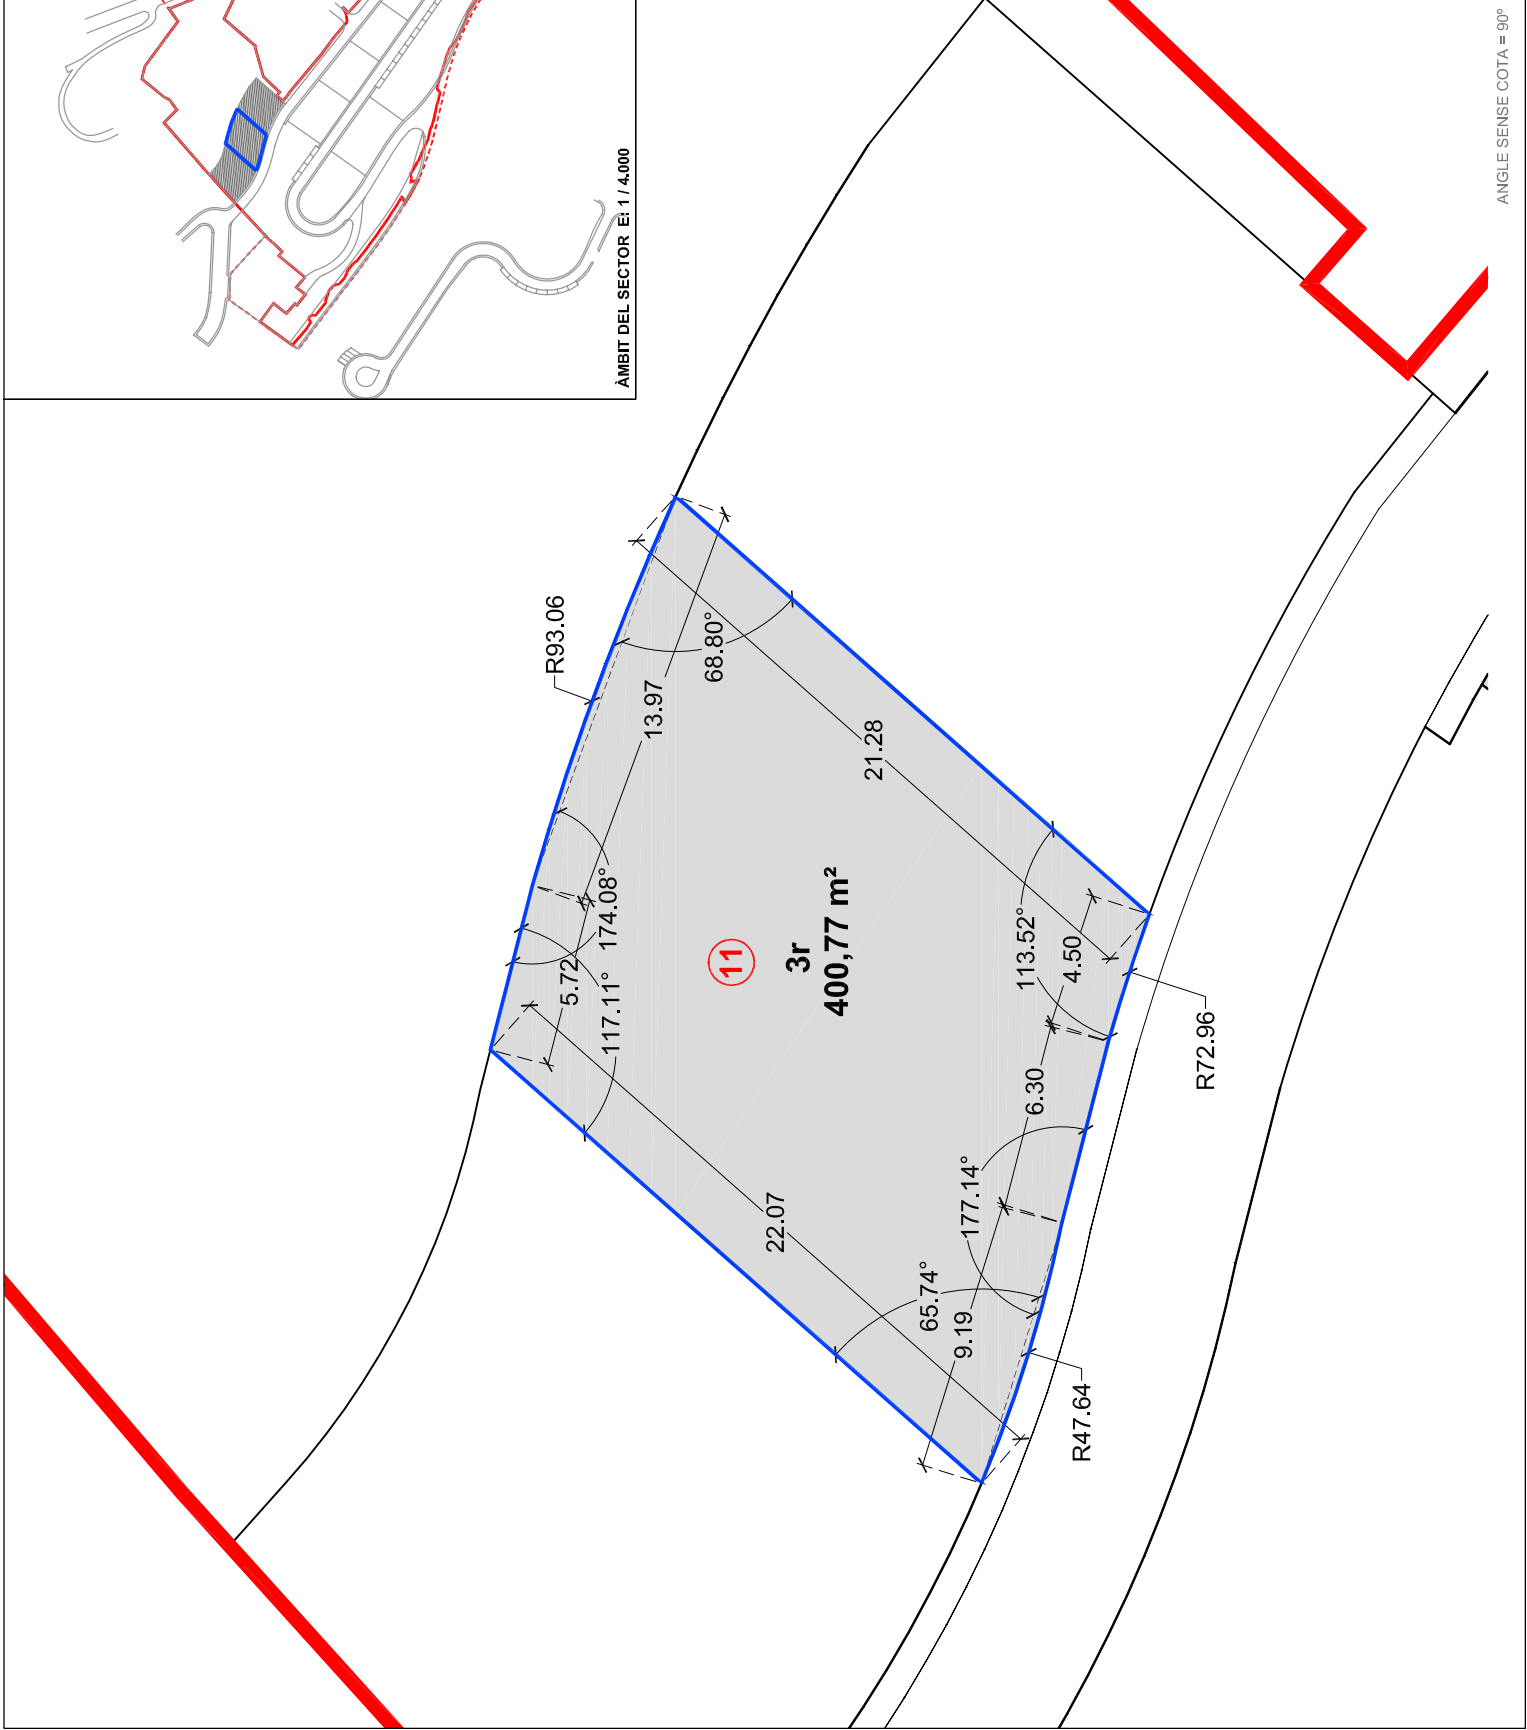 ÀMBIT DEL SECTOR E: 1 / 4.000
ANGLE SENSE COTA = 90°
R93.06
68.80°
13.97
21.28
174.08°
5.72
117.11°
11
3r
400,77 m²
113.52°
4.50
R72.96
6.30
177.14°
22.07
65.74°
9.19
R47.64